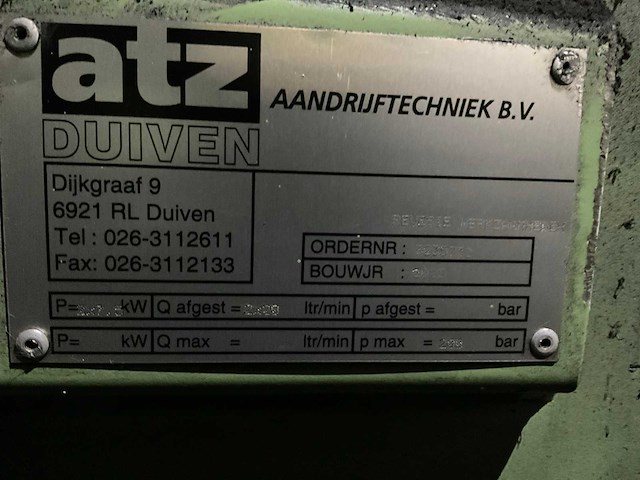 atz
AANDRIJFTECHNIEK B.V.
DUIVEN
Dijkgraaf 9
6921 RL Duiven
Tel : 026-3112611
Fax: 026-3112133
ORDERNR :
BOUWJR :
P= kW Q afgest = ltr/min p afgest = bar
P= kW Q max = ltr/min p max = bar